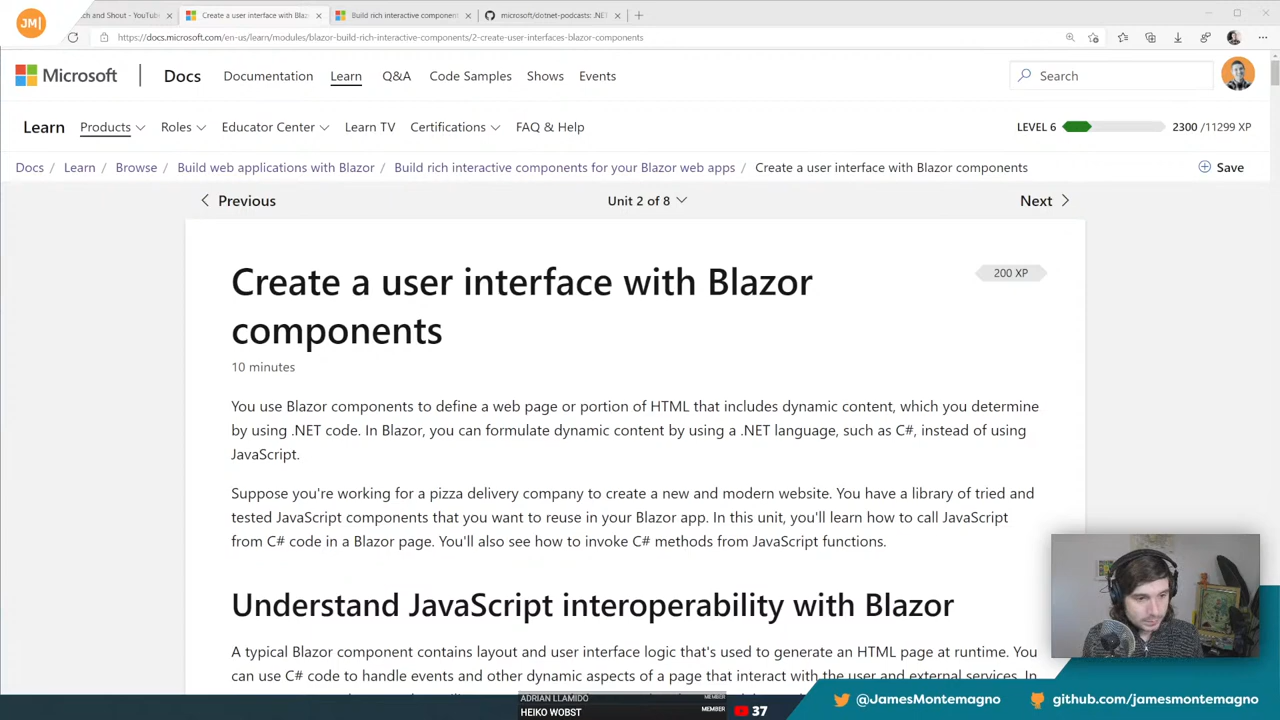 JM|
ch and Shout - YouTube
Create a user interface with Blaz
Build rich interactive component
microsoft/dotnet-podcasts: .NE
https://docs.microsoft.com/en-us/learn/modules/blazor-build-rich-interactive-components/2-create-user-interfaces-blazor-components
Microsoft
Docs
Documentation
Learn
Q&A
Code Samples
Shows
Events
Search
Learn
Products
Roles
Educator Center
Learn TV
Certifications
FAQ & Help
LEVEL 6
2300 /11299 XP
Docs / Learn / Browse / Build web applications with Blazor / Build rich interactive components for your Blazor web apps / Create a user interface with Blazor components
Save
Previous
Unit 2 of 8
Next
Create a user interface with Blazor
components
200 XP
10 minutes
You use Blazor components to define a web page or portion of HTML that includes dynamic content, which you determine
by using .NET code. In Blazor, you can formulate dynamic content by using a .NET language, such as C#, instead of using
JavaScript.
Suppose you're working for a pizza delivery company to create a new and modern website. You have a library of tried and
tested JavaScript components that you want to reuse in your Blazor app. In this unit, you'll learn how to call JavaScript
from C# code in a Blazor page. You'll also see how to invoke C# methods from JavaScript functions.
Understand JavaScript interoperability with Blazor
A typical Blazor component contains layout and user interface logic that's used to generate an HTML page at runtime. You
can use C# code to handle events and other dynamic aspects of a page that interact with the user and external services. In
ADRIAN LLAMIDO
MEMBER
HEIKO WOBST
MEMBER
37
@JamesMontemagno
github.com/jamesmontemagno